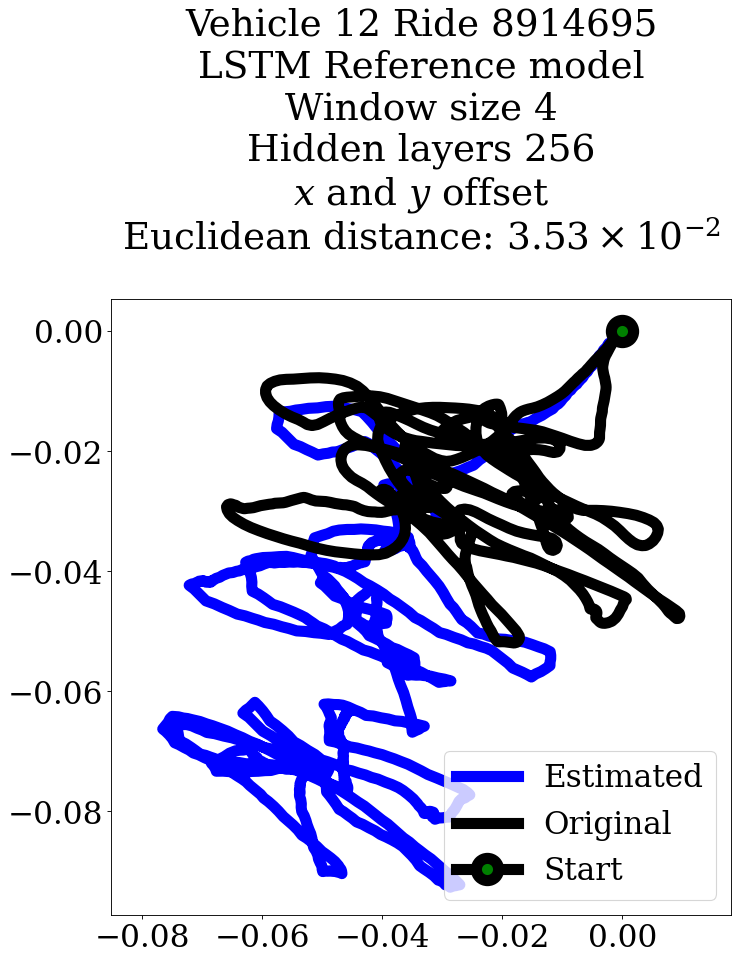 Vehicle 12 Ride 8914695
LSTM Reference model
Window size 4
Hidden layers 256
x and y offset
Euclidean distance: 3.53 × 10⁻²
0.00
−0.02
−0.04
−0.06
−0.08
Estimated
Original
Start
−0.08 −0.06 −0.04 −0.02 0.00